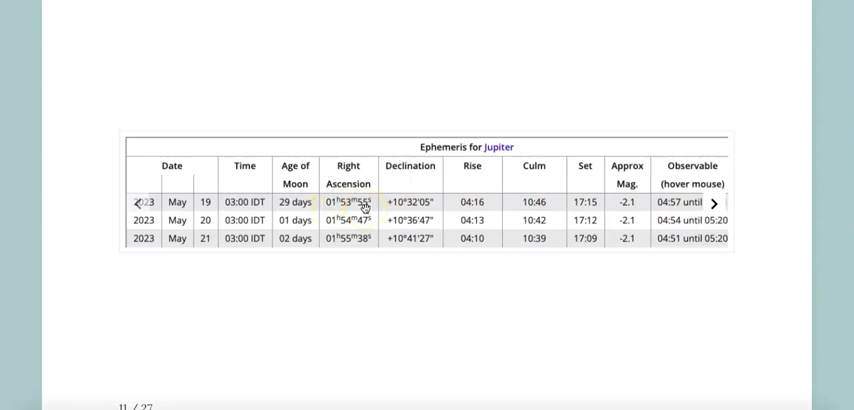 Ephemeris for Jupiter
Date Time Age of Moon Right Ascension Declination Rise Culm Set Approx Mag. Observable (hover mouse)
2023 May 19 03:00 IDT 29 days 01h53m55s +10°32'05" 04:16 10:46 17:15 -2.1 04:57 until
2023 May 20 03:00 IDT 01 days 01h54m47s +10°36'47" 04:13 10:42 17:12 -2.1 04:54 until 05:20
2023 May 21 03:00 IDT 02 days 01h55m38s +10°41'27" 04:10 10:39 17:09 -2.1 04:51 until 05:20
11 / 27